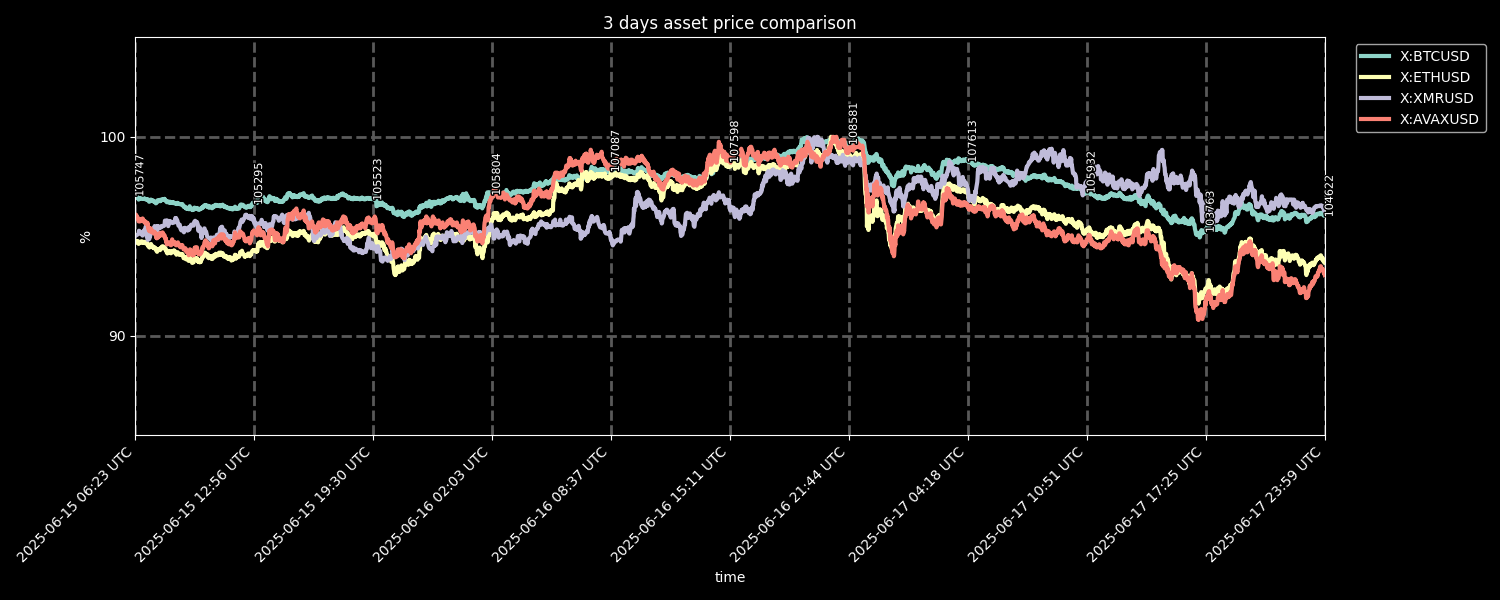 3 days asset price comparison
X:BTCUSD
X:ETHUSD
X:XMRUSD
X:AVAXUSD
100
90
%
105747
105295
105523
105804
107087
107598
108581
107613
105932
103763
104622
2025-06-15 06:23 UTC
2025-06-15 12:56 UTC
2025-06-15 19:30 UTC
2025-06-16 02:03 UTC
2025-06-16 08:37 UTC
2025-06-16 15:11 UTC
2025-06-16 21:44 UTC
2025-06-17 04:18 UTC
2025-06-17 10:51 UTC
2025-06-17 17:25 UTC
2025-06-17 23:59 UTC
time